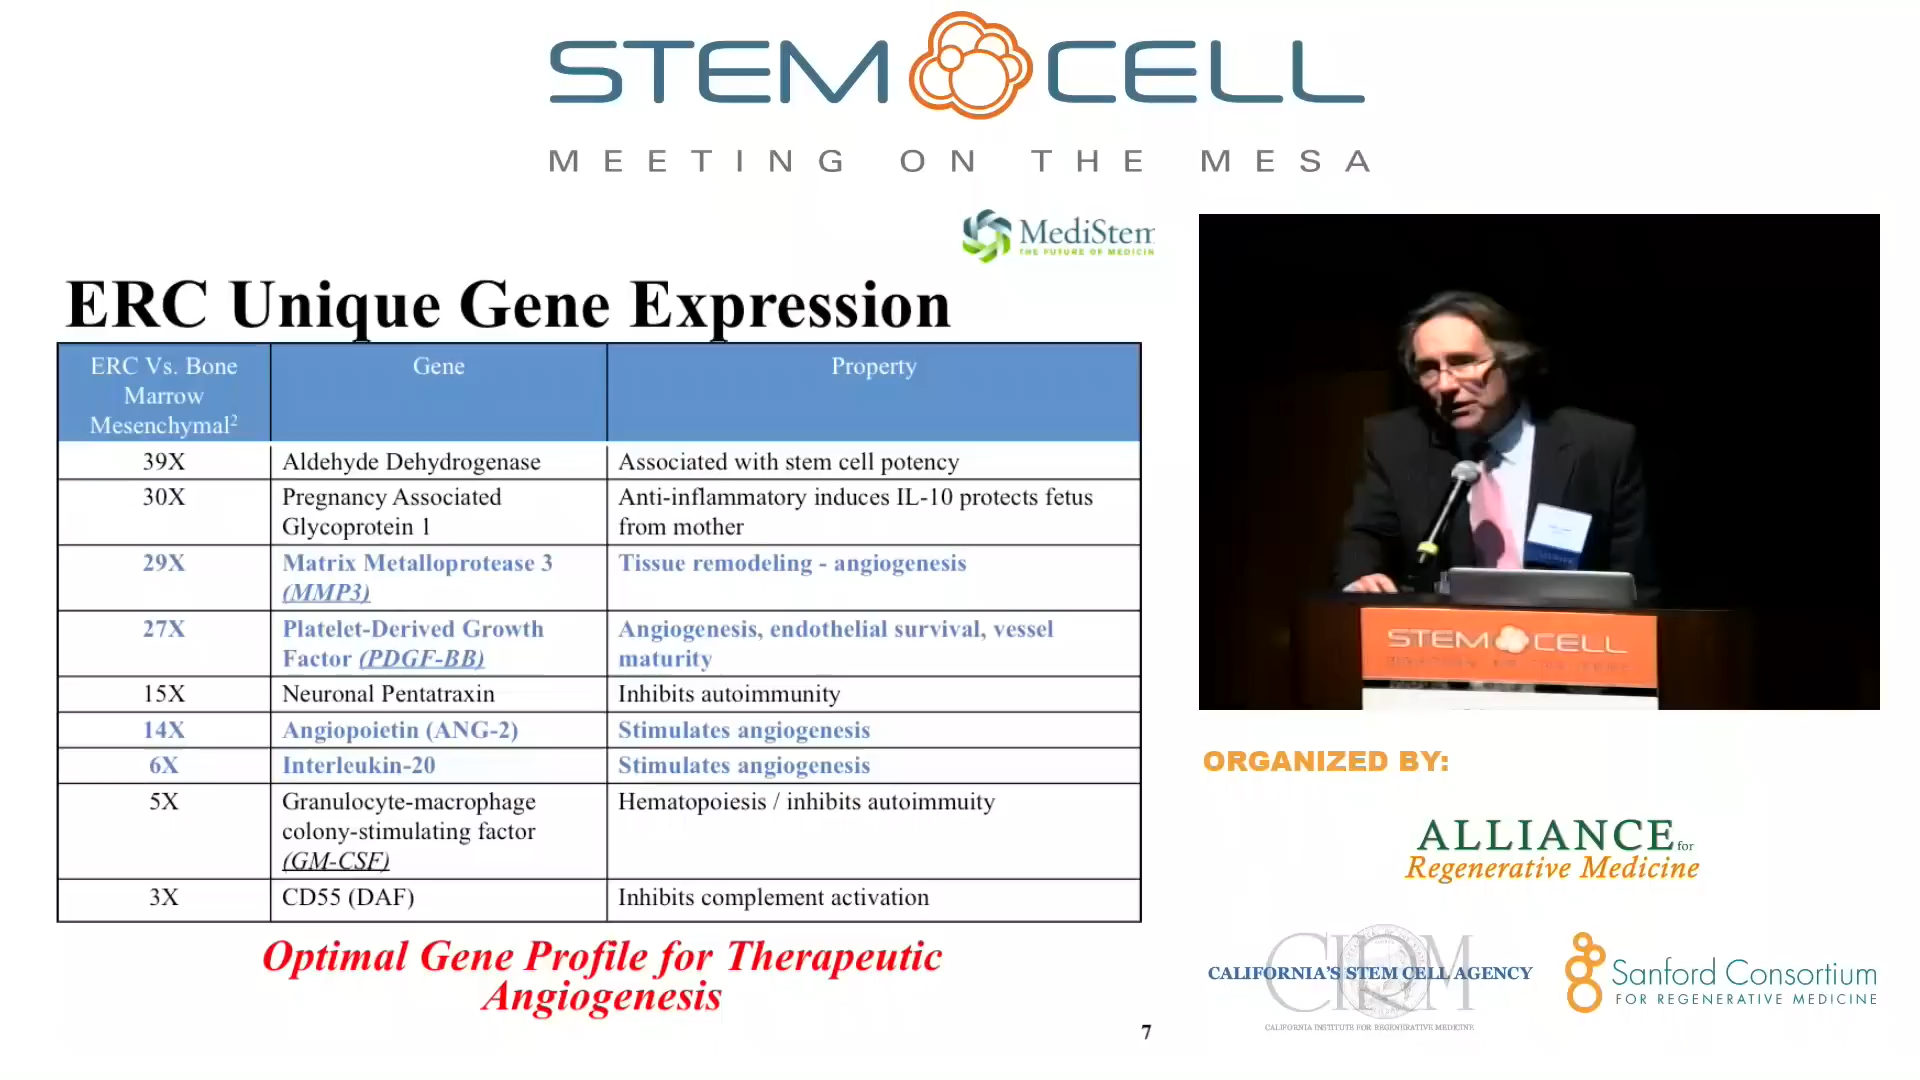 STEM CELL
MEETING ON THE MESA
MediStem
THE FUTURE OF MEDICIN
ERC Unique Gene Expression
ERC Vs. Bone
Marrow
Mesenchymal2
Gene
Property
39X
Aldehyde Dehydrogenase
Associated with stem cell potency
30X
Pregnancy Associated
Glycoprotein 1
Anti-inflammatory induces IL-10 protects fetus
from mother
29X
Matrix Metalloprotease 3
(MMP3)
Tissue remodeling - angiogenesis
27X
Platelet-Derived Growth
Factor (PDGF-BB)
Angiogenesis, endothelial survival, vessel
maturity
15X
Neuronal Pentatraxin
Inhibits autoimmunity
14X
Angiopoietin (ANG-2)
Stimulates angiogenesis
6X
Interleukin-20
Stimulates angiogenesis
5X
Granulocyte-macrophage
colony-stimulating factor
(GM-CSF)
Hematopoiesis / inhibits autoimmuity
3X
CD55 (DAF)
Inhibits complement activation
Optimal Gene Profile for Therapeutic
Angiogenesis
7
STEM CELL
ORGANIZED BY:
ALLIANCE for
Regenerative Medicine
CIRM
CALIFORNIA'S STEM CELL AGENCY
CALIFORNIA INSTITUTE FOR REGENERATIVE MEDICINE
Sanford Consortium
FOR REGENERATIVE MEDICINE